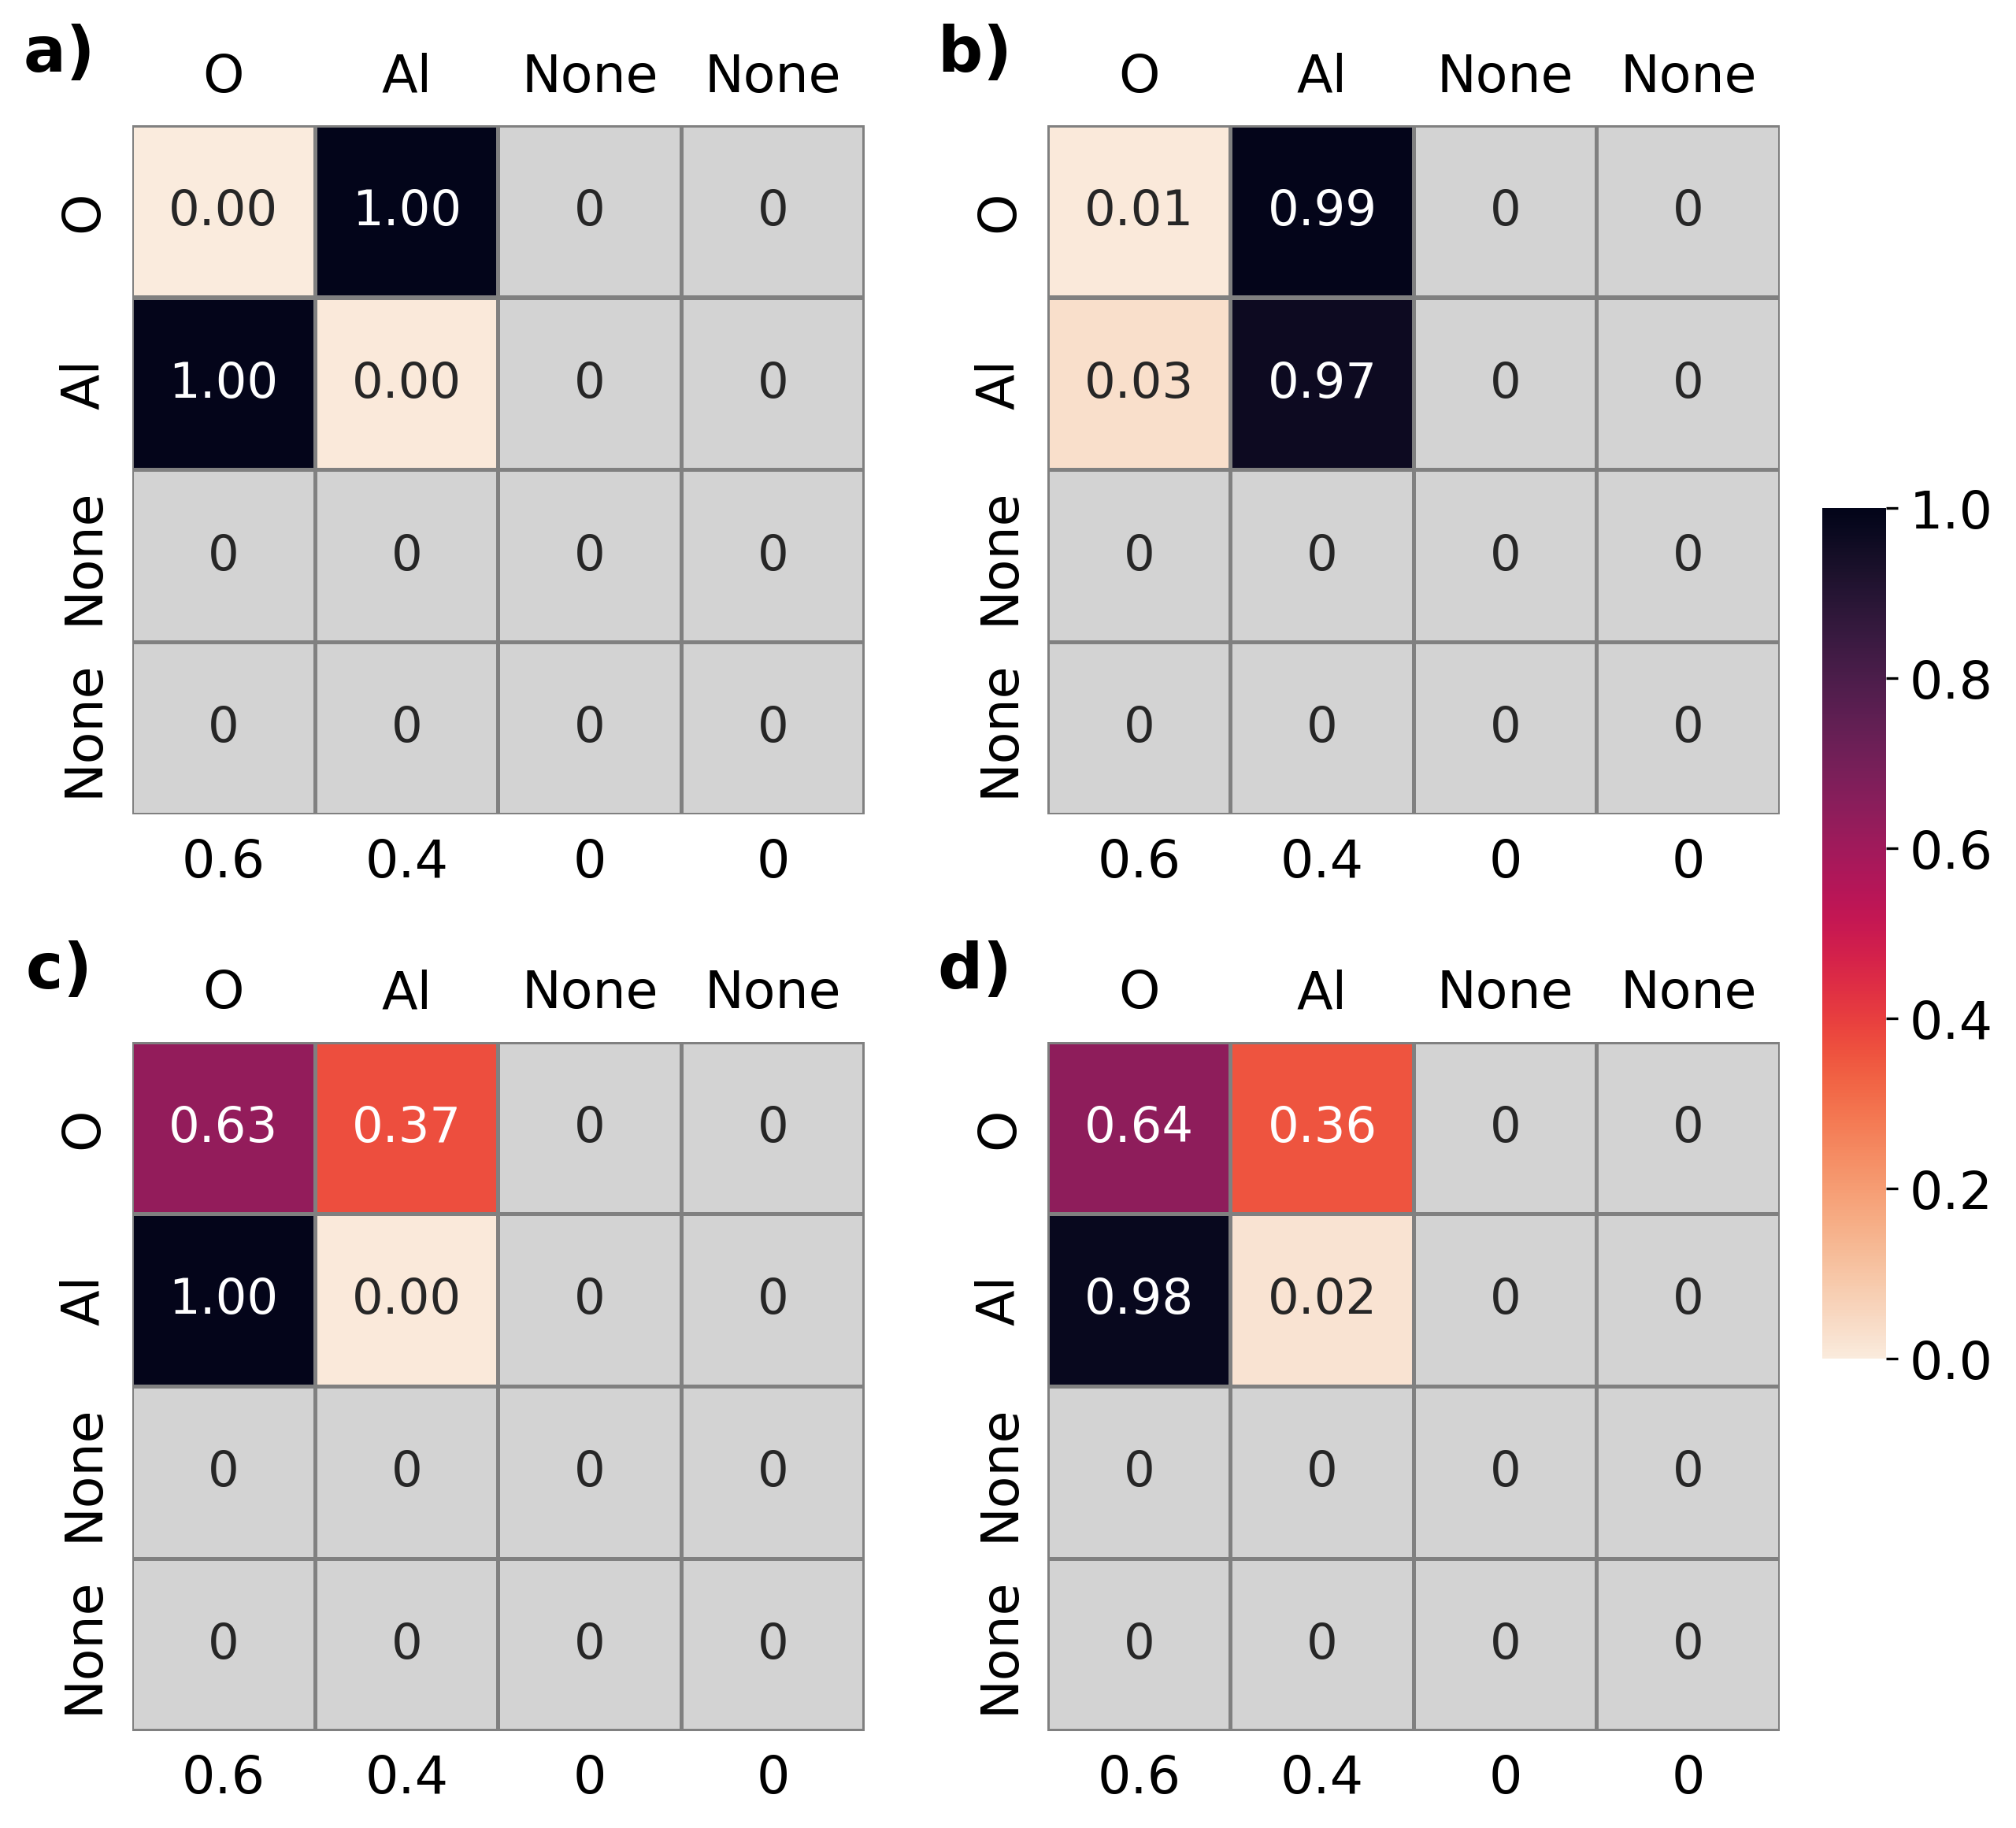 a)
O Al None None
O 0.00 1.00 0 0
Al 1.00 0.00 0 0
None 0 0 0 0
None 0 0 0 0
0.6 0.4 0 0
b)
O Al None None
O 0.01 0.99 0 0
Al 0.03 0.97 0 0
None 0 0 0 0
None 0 0 0 0
0.6 0.4 0 0
c)
O Al None None
O 0.63 0.37 0 0
Al 1.00 0.00 0 0
None 0 0 0 0
None 0 0 0 0
0.6 0.4 0 0
d)
O Al None None
O 0.64 0.36 0 0
Al 0.98 0.02 0 0
None 0 0 0 0
None 0 0 0 0
0.6 0.4 0 0
1.0
0.8
0.6
0.4
0.2
0.0